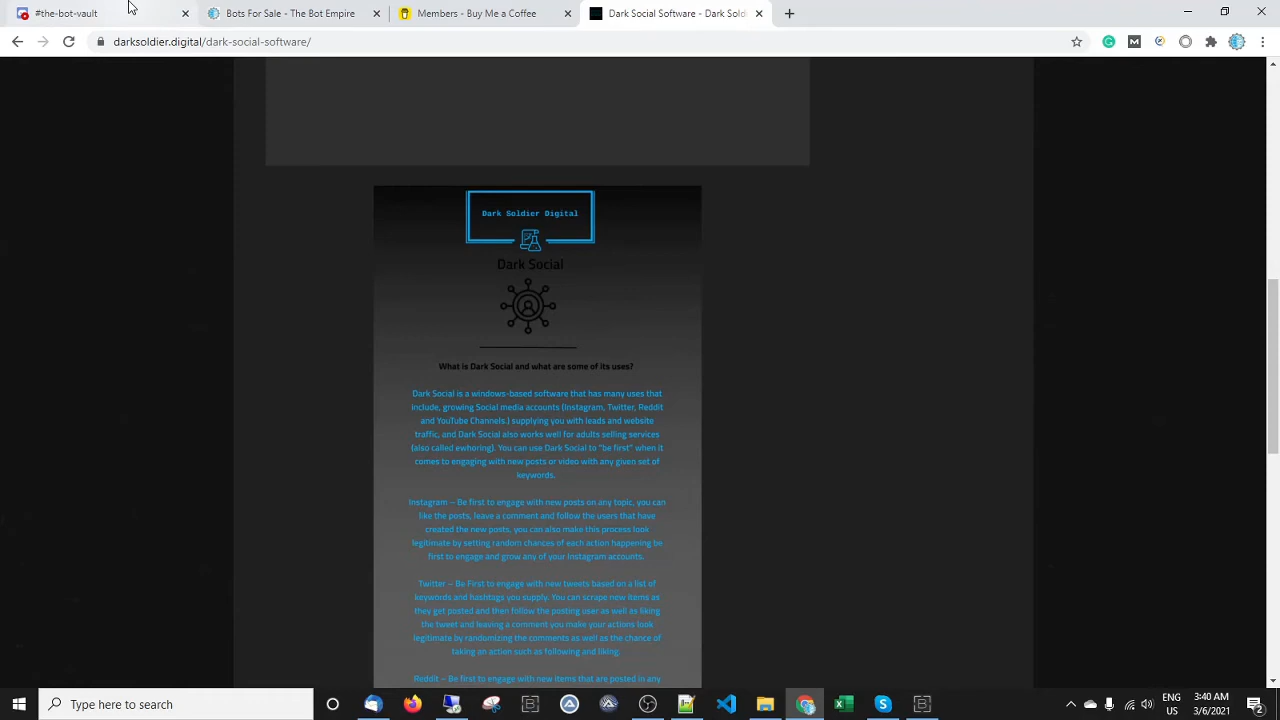 #the-vault
Bots For Sale - The Bot Developer
Member Bot Vault
Dark Social Software - Dark Sold
darksoldier.digital/dark-social-software/
Dark Soldier Digital
Dark Social
What is Dark Social and what are some of its uses?
Dark Social is a windows-based software that has many uses that
include, growing Social media accounts (Instagram, Twitter, Reddit
and YouTube Channels.) supplying you with leads and website
traffic, and Dark Social also works well for adults selling services
(also called ewhoring). You can use Dark Social to "be first" when it
comes to engaging with new posts or video with any given set of
keywords.
Instagram – Be first to engage with new posts on any topic, you can
like the posts, leave a comment and follow the users that have
created the new posts. you can also make this process look
legitimate by setting random chances of each action happening be
first to engage and grow any of your Instagram accounts.
Twitter – Be First to engage with new tweets based on a list of
keywords and hashtags you supply. You can scrape new items as
they get posted and then follow the posting user as well as liking
the tweet and leaving a comment you make your actions look
legitimate by randomizing the comments as well as the chance of
taking an action such as following and liking.
Reddit – Be first to engage with new items that are posted in any
Type here to search
ENG
US
3:40 AM
3/6/2021
2